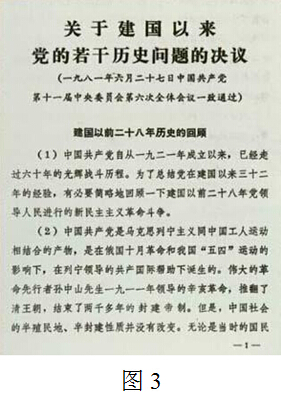 关于建国以来
党的若干历史问题的决议
(一九八一年六月二十七日中国共产党
第十一届中央委员会第六次全体会议一致通过)
建国以前二十八年历史的回顾
(1)中国共产党自从一九二一年成立以来,已经走
过六十年的光辉战斗历程。为了总结党在建国以来三十二
年的经验,有必要简略地回顾一下建国以前二十八年党领
导人民进行的新民主主义革命斗争。
(2)中国共产党是马克思列宁主义同中国工人运动
相结合的产物,是在俄国十月革命和我国“五四”运动的
影响下,在列宁领导的共产国际帮助下诞生的。伟大的革
命先行者孙中山先生一九一一年领导的辛亥革命,推翻了
清王朝,结束了两千多年的封建帝制。但是,中国社会
的半殖民地、半封建性质并没有改变。无论是当时的国民
—1—
图3